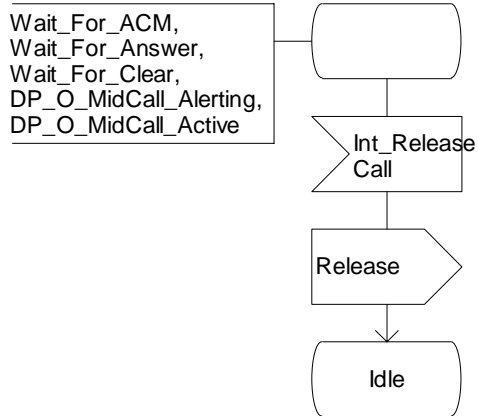 Wait_For_ACM,
Wait_For_Answer,
Wait_For_Clear,
DP_O_MidCall_Alerting,
DP_O_MidCall_Active
Int_Release
Call
Release
Idle